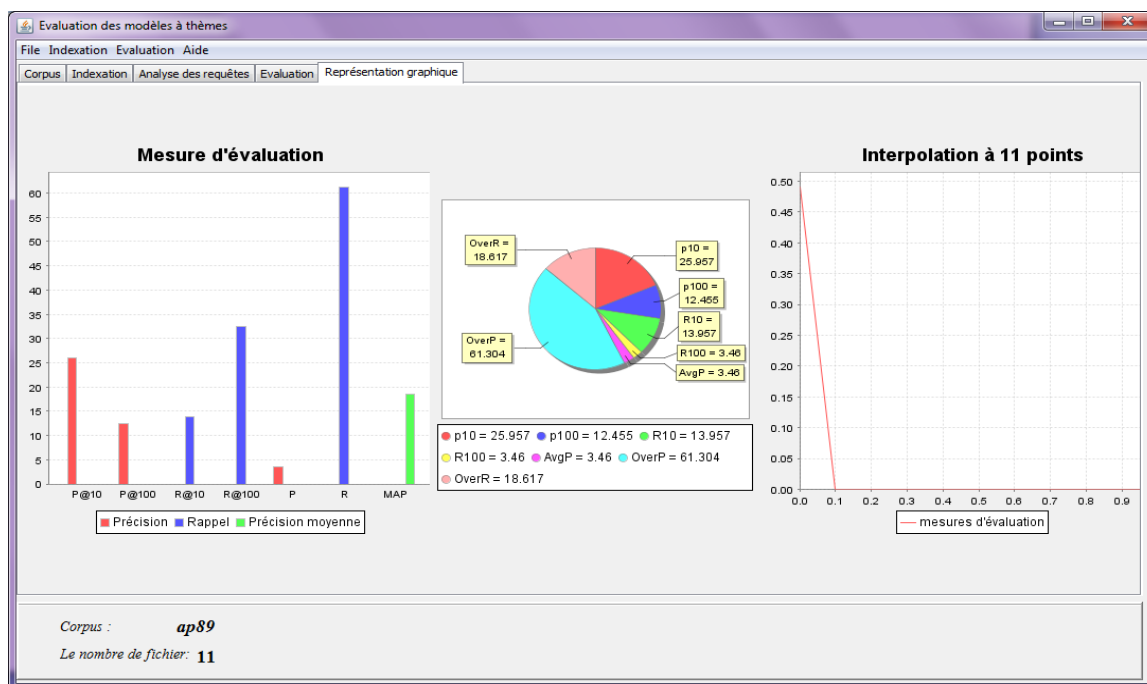 Evaluation des modèles à thèmes
File Indexation Evaluation Aide
Corpus Indexation Analyse des requêtes Evaluation Représentation graphique
Mesure d'évaluation
60
55
50
45
40
35
30
25
20
15
10
5
0
P@10 P@100 R@10 R@100 P R MAP
Précision Rappel Précision moyenne
OverR =
18.617
p10 =
25.957
p100 =
12.455
R10 =
13.957
R100 = 3.46
AvgP = 3.46
OverP =
61.304
p10 = 25.957 p100 = 12.455 R10 = 13.957
R100 = 3.46 AvgP = 3.46 OverP = 61.304
OverR = 18.617
Interpolation à 11 points
0.50
0.45
0.40
0.35
0.30
0.25
0.20
0.15
0.10
0.05
0.00
0.0 0.1 0.2 0.3 0.4 0.5 0.6 0.7 0.8 0.9
mesures d'évaluation
Corpus : ap89
Le nombre de fichier: 11